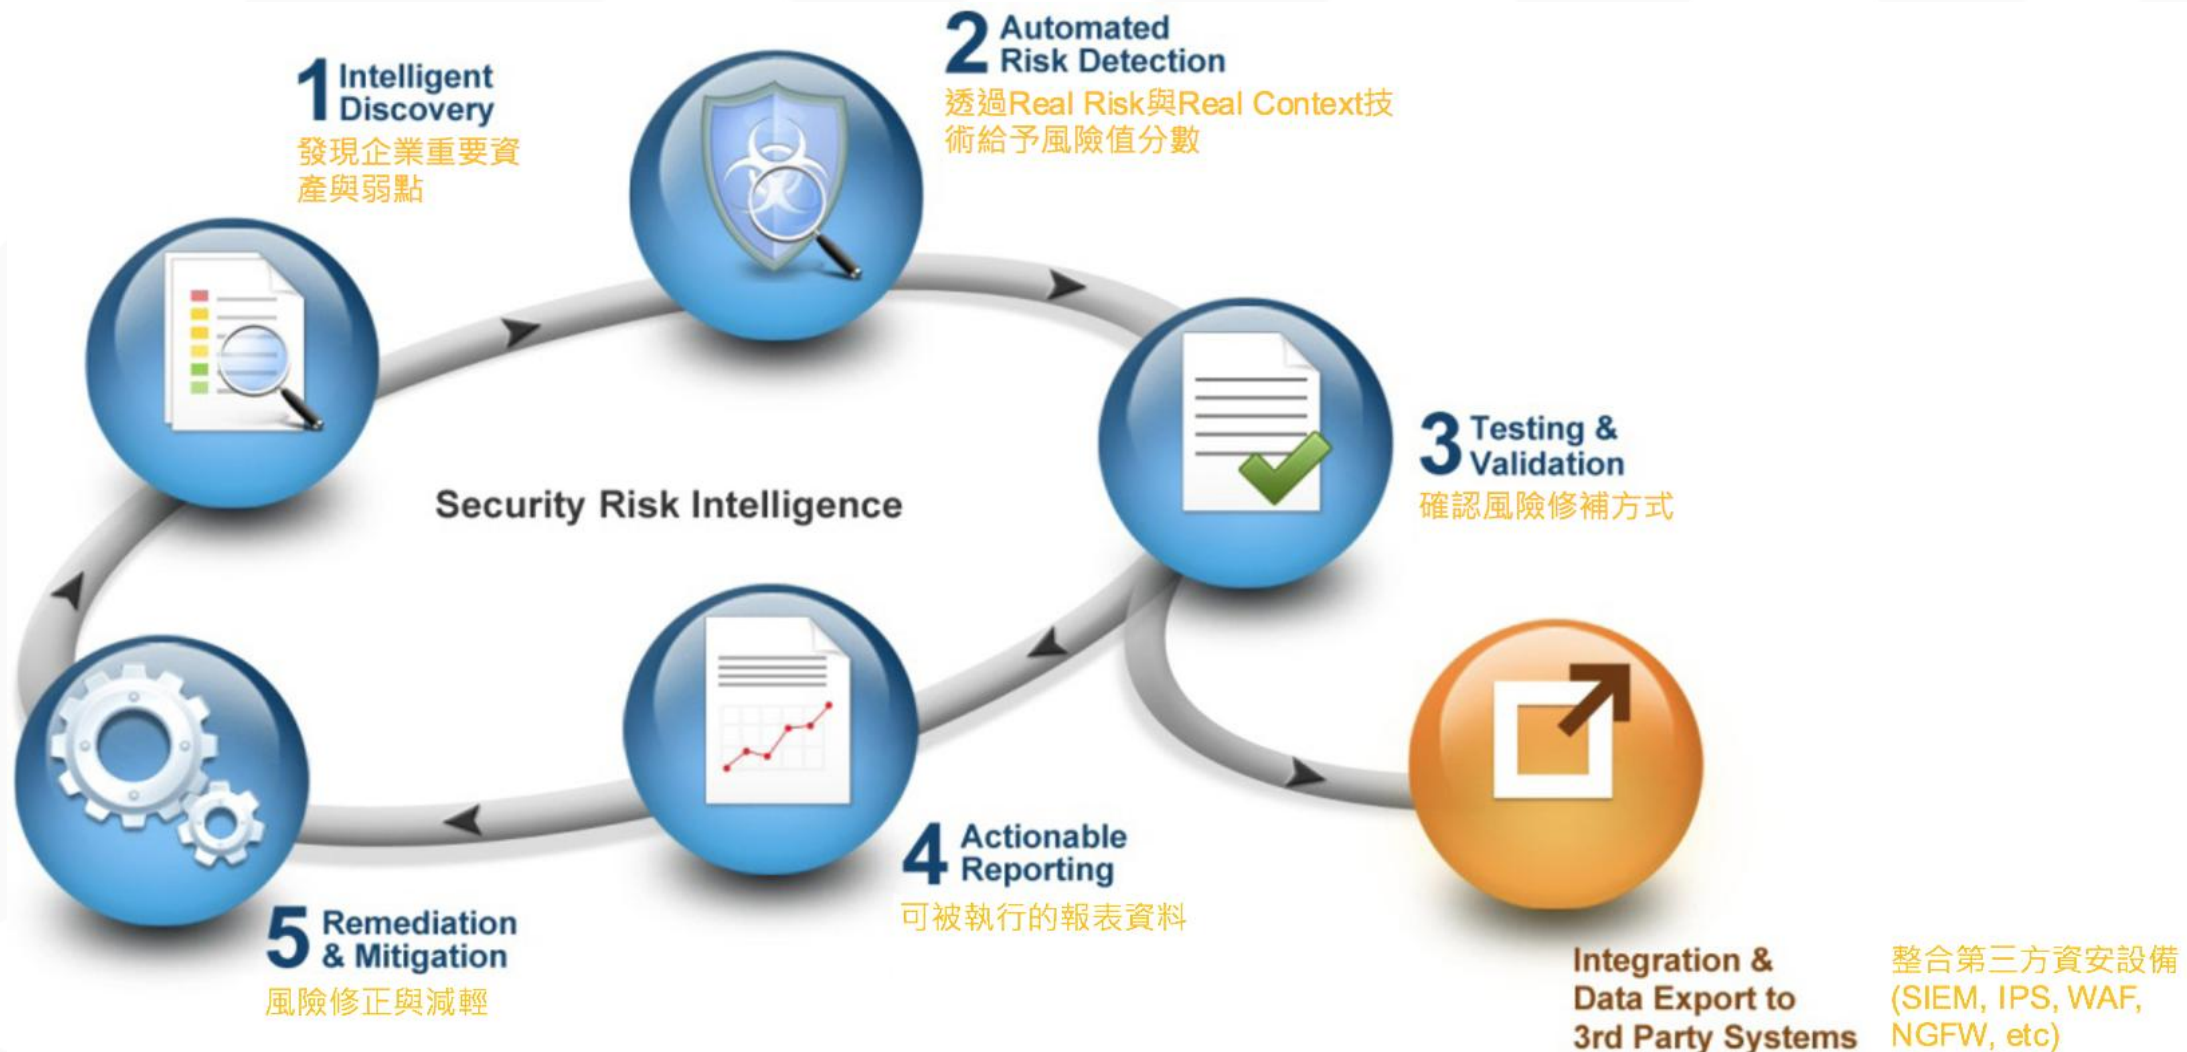 1 Intelligent
Discovery
發現企業重要資
產與弱點
2 Automated
Risk Detection
透過Real Risk與Real Context技
術給予風險值分數
3 Testing &
Validation
確認風險修補方式
Security Risk Intelligence
4 Actionable
Reporting
可被執行的報表資料
5 Remediation
& Mitigation
風險修正與減輕
Integration &
Data Export to
3rd Party Systems
整合第三方資安設備
(SIEM, IPS, WAF,
NGFW, etc)